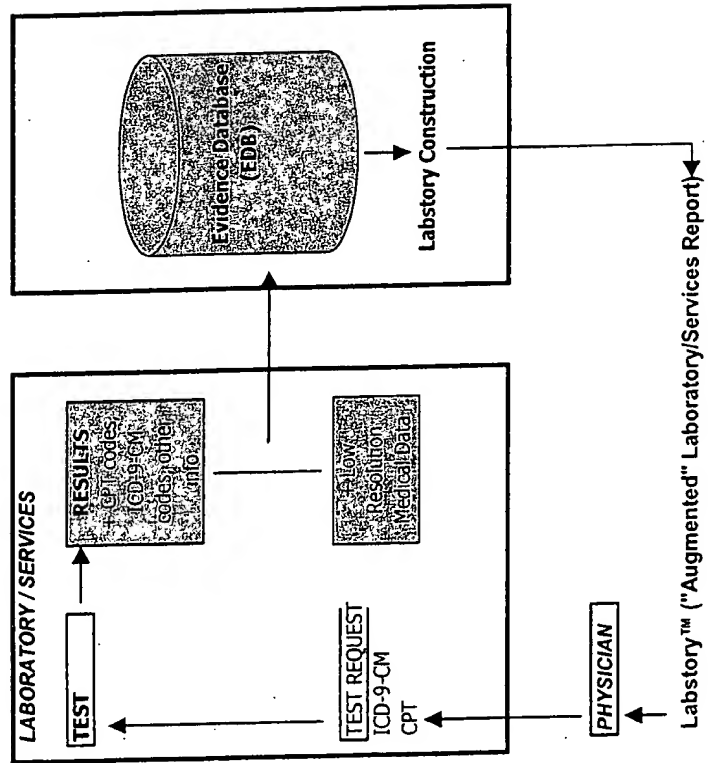 LABORATORY / SERVICES
TEST
RESULTS
+ CPT codes,
ICD-9-CM
codes, other
info
TEST REQUEST
ICD-9-CM
CPT
Low
Resolution
Medical Data
PHYSICIAN
Evidence Database
(EDB)
Labstory Construction
Labstory™ ("Augmented" Laboratory/Services Report)